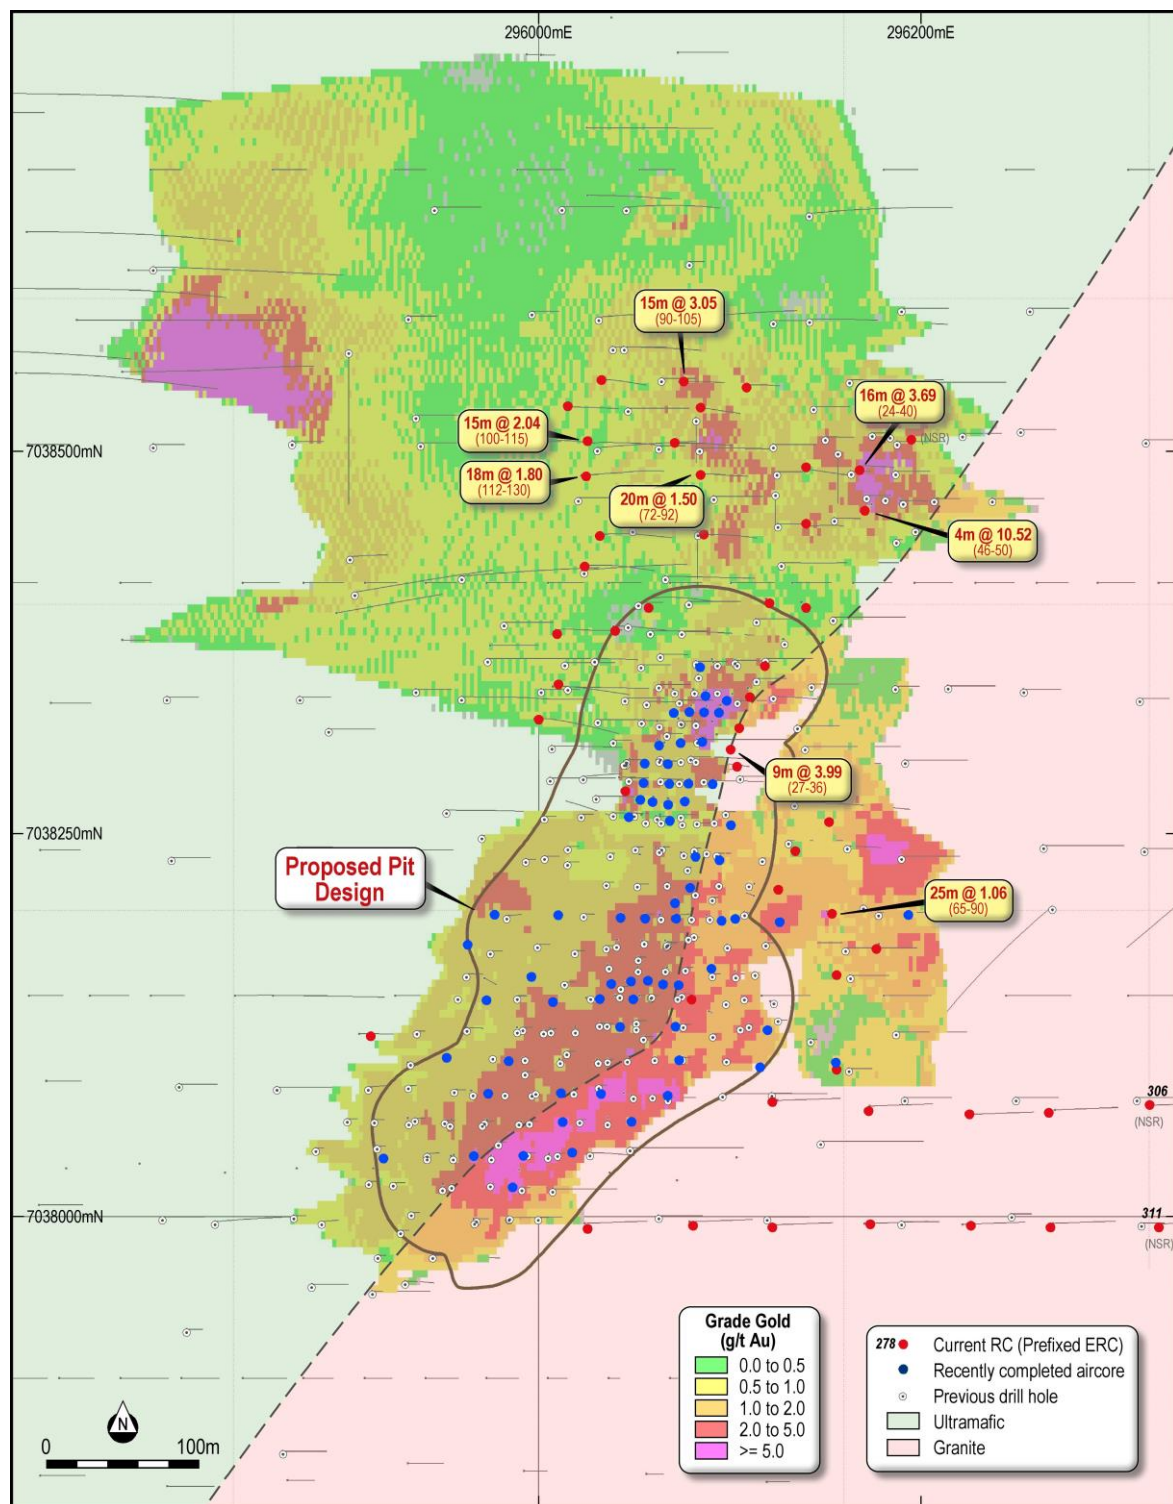 296000mE
296200mE
15m @ 3.05
(90-105)
16m @ 3.69
(24-40)
15m @ 2.04
(100-115)
(NSR)
7038500mN
18m @ 1.80
(112-130)
20m @ 1.50
(72-92)
4m @ 10.52
(46-50)
9m @ 3.99
(27-36)
7038250mN
Proposed Pit
Design
25m @ 1.06
(65-90)
306
(NSR)
7038000mN
311
(NSR)
Grade Gold
(g/t Au)
0.0 to 0.5
0.5 to 1.0
1.0 to 2.0
2.0 to 5.0
>= 5.0
278 Current RC (Prefixed ERC)
Recently completed aircore
Previous drill hole
Ultramafic
Granite
N
0 100m